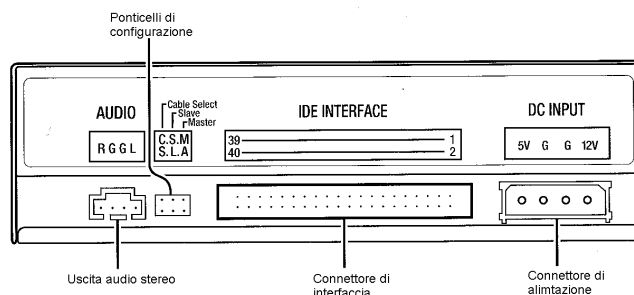 Ponticelli di
configurazione
AUDIO
Cable Select
Slave
Master
IDE INTERFACE
DC INPUT
R G G L
C.S.M
S.L.A
39 1
40 2
5V G G 12V
Uscita audio stereo
Connettore di
interfaccia
Connettore di
alimtazione